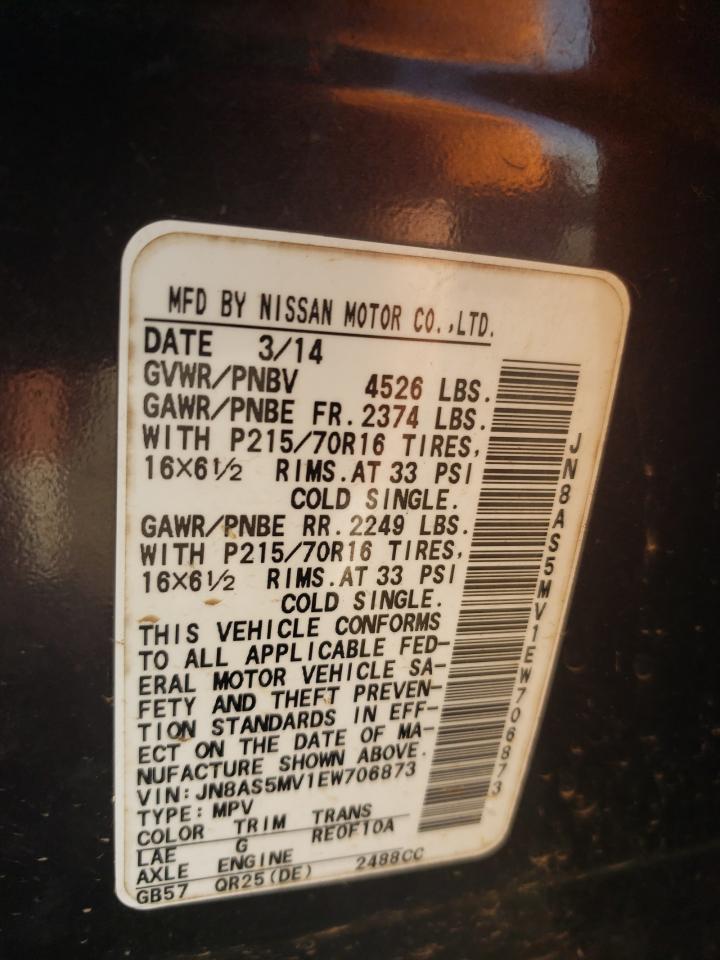 MFD BY NISSAN MOTOR CO.,LTD.
DATE 3/14
GVWR/PNBV 4526 LBS.
GAWR/PNBE FR.2374 LBS.
WITH P215/70R16 TIRES,
16X6½ RIMS.AT 33 PSI
COLD SINGLE.
GAWR/PNBE RR.2249 LBS.
WITH P215/70R16 TIRES,
16X6½ RIMS.AT 33 PSI
COLD SINGLE.
THIS VEHICLE CONFORMS
TO ALL APPLICABLE FED-
ERAL MOTOR VEHICLE SA-
FETY AND THEFT PREVEN-
TION STANDARDS IN EFF-
ECT ON THE DATE OF MA-
NUFACTURE SHOWN ABOVE.
VIN:JN8AS5MV1EW706873
TYPE:MPV
COLOR TRIM TRANS
LAE G RE0F10A
AXLE ENGINE
GB57 QR25(DE) 2488CC
JN8AS5MV1EW706873